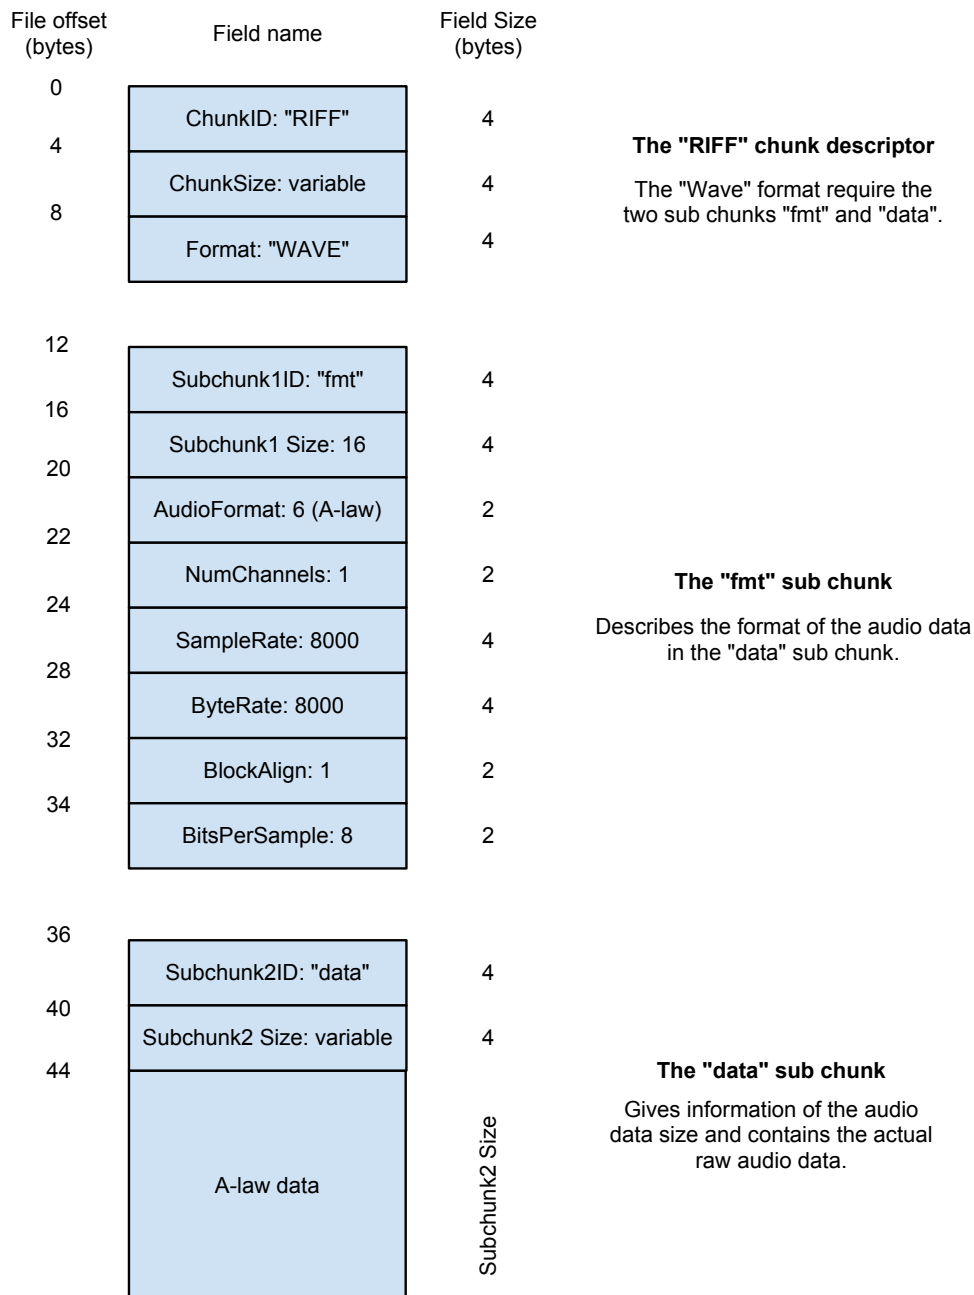 File offset
(bytes)
Field name
Field Size
(bytes)
0
ChunkID: "RIFF"
4
4
ChunkSize: variable
4
8
Format: "WAVE"
4
The "RIFF" chunk descriptor
The "Wave" format require the
two sub chunks "fmt" and "data".
12
Subchunk1ID: "fmt"
4
16
Subchunk1 Size: 16
4
20
AudioFormat: 6 (A-law)
2
22
NumChannels: 1
2
24
SampleRate: 8000
4
28
ByteRate: 8000
4
32
BlockAlign: 1
2
34
BitsPerSample: 8
2
The "fmt" sub chunk
Describes the format of the audio data
in the "data" sub chunk.
36
Subchunk2ID: "data"
4
40
Subchunk2 Size: variable
4
44
A-law data
Subchunk2 Size
The "data" sub chunk
Gives information of the audio
data size and contains the actual
raw audio data.